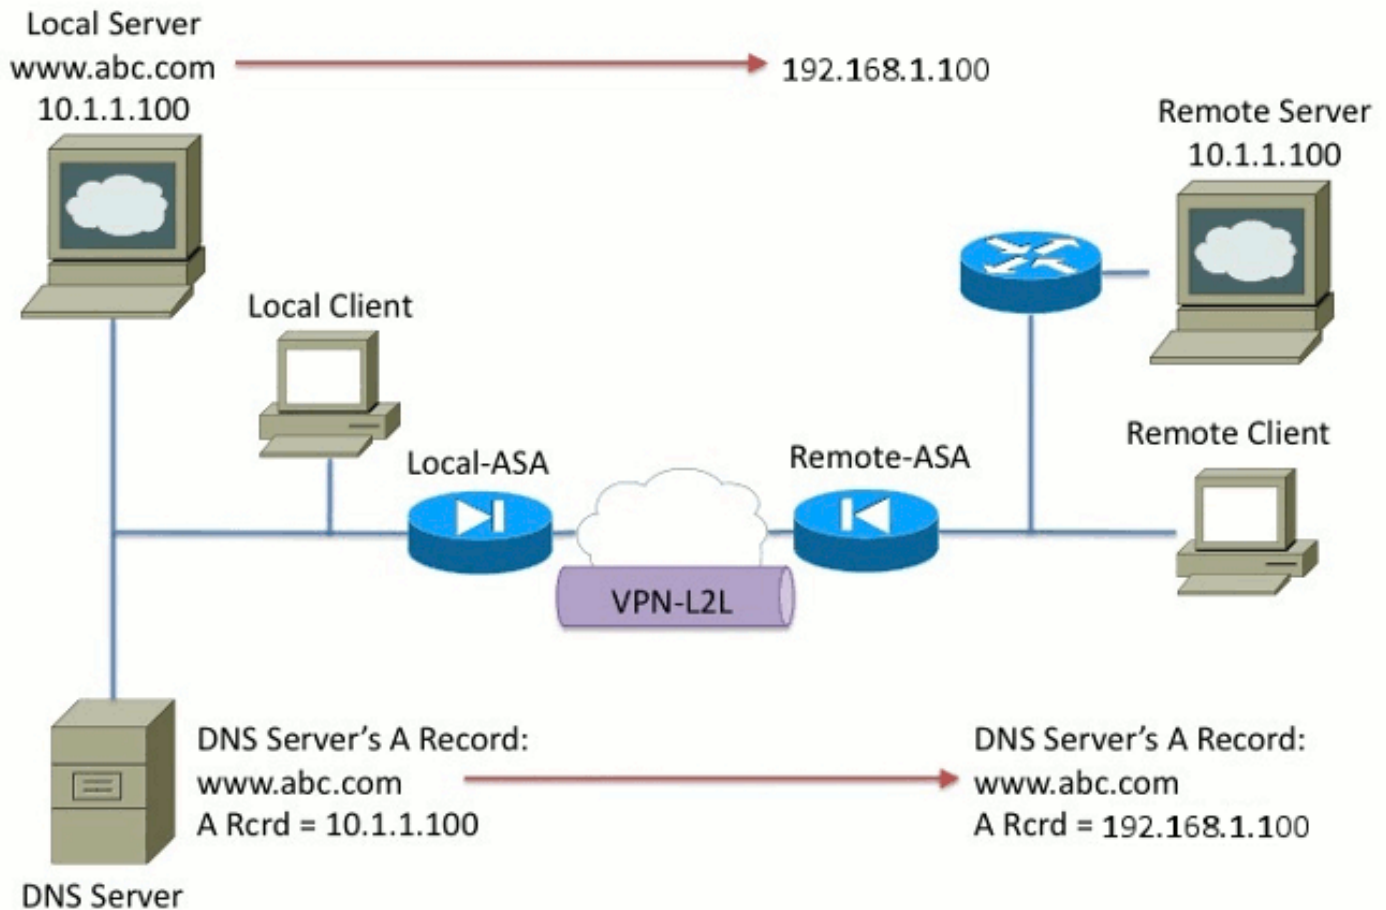 Local Server
www.abc.com
10.1.1.100
192.168.1.100
Remote Server
10.1.1.100
Local Client
Local-ASA
Remote-ASA
Remote Client
VPN-L2L
DNS Server's A Record:
www.abc.com
A Rcrd = 10.1.1.100
DNS Server's A Record:
www.abc.com
A Rcrd = 192.168.1.100
DNS Server